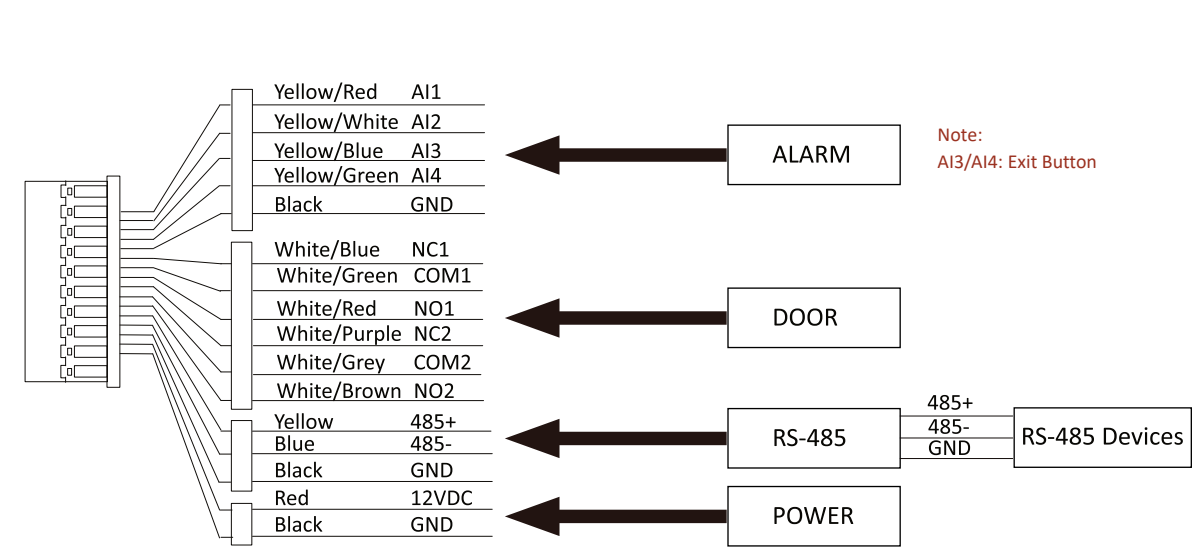 Yellow/Red AI1
Yellow/White AI2
Yellow/Blue AI3
Yellow/Green AI4
Black GND
ALARM
Note:
AI3/AI4: Exit Button
White/Blue NC1
White/Green COM1
White/Red NO1
White/Purple NC2
White/Grey COM2
White/Brown NO2
DOOR
Yellow 485+
Blue 485-
Black GND
RS-485
485+
485-
GND
RS-485 Devices
Red 12VDC
Black GND
POWER